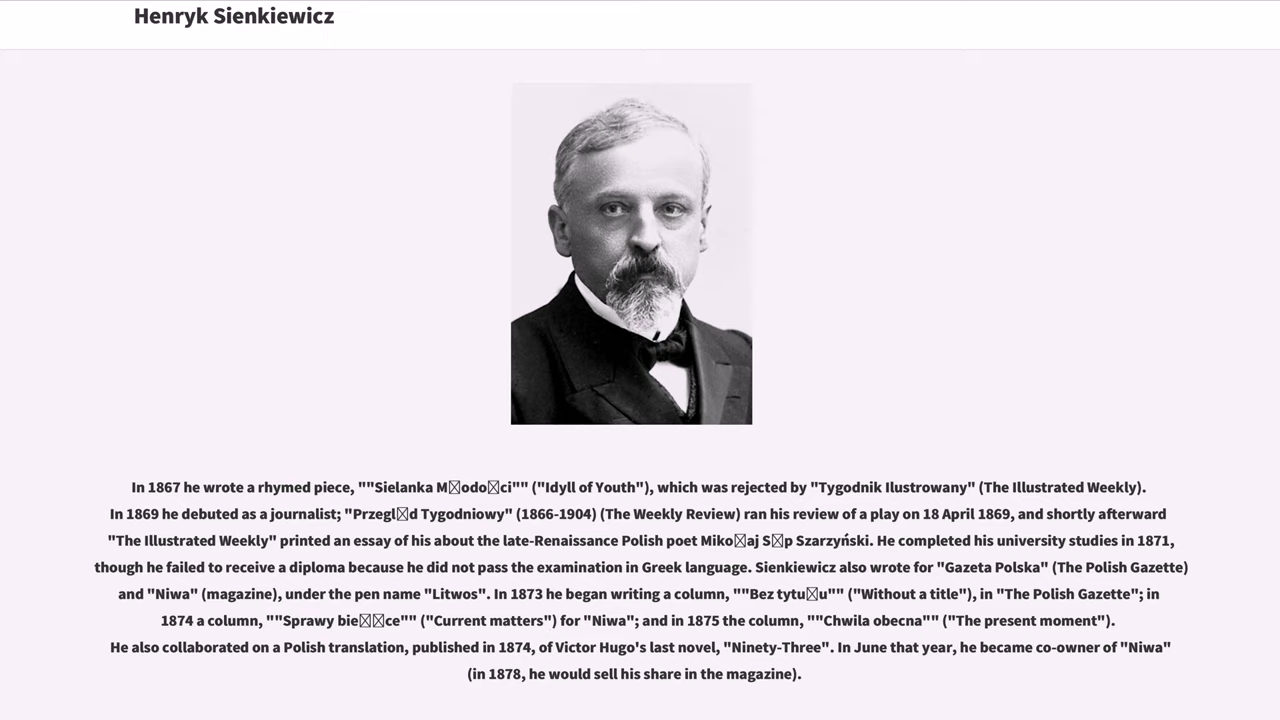 Henryk Sienkiewicz
In 1867 he wrote a rhymed piece, ""Sielanka M☒odo☒ci"" ("Idyll of Youth"), which was rejected by "Tygodnik Ilustrowany" (The Illustrated Weekly).
In 1869 he debuted as a journalist; "Przegl☒d Tygodniowy" (1866-1904) (The Weekly Review) ran his review of a play on 18 April 1869, and shortly afterward
"The Illustrated Weekly" printed an essay of his about the late-Renaissance Polish poet Miko☒aj S☒p Szarzyński. He completed his university studies in 1871,
though he failed to receive a diploma because he did not pass the examination in Greek language. Sienkiewicz also wrote for "Gazeta Polska" (The Polish Gazette)
and "Niwa" (magazine), under the pen name "Litwos". In 1873 he began writing a column, ""Bez tytu☒u"" ("Without a title"), in "The Polish Gazette"; in
1874 a column, ""Sprawy bie☒☒ce"" ("Current matters") for "Niwa"; and in 1875 the column, ""Chwila obecna"" ("The present moment").
He also collaborated on a Polish translation, published in 1874, of Victor Hugo's last novel, "Ninety-Three". In June that year, he became co-owner of "Niwa"
(in 1878, he would sell his share in the magazine).